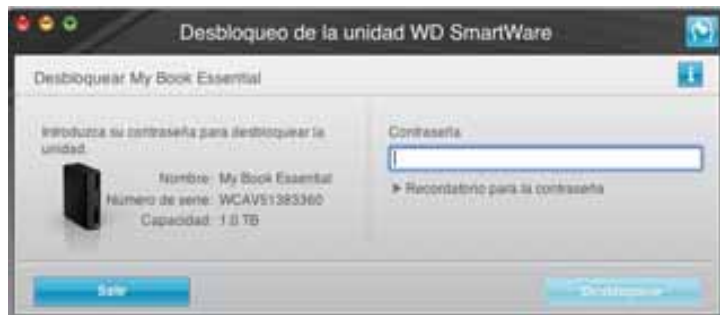 Desbloqueo de la unidad WD SmartWare
Desbloquear My Book Essential
Introduzca su contraseña para desbloquear la
unidad.
Nombre: My Book Essential
Número de serie: WCAV51383360
Capacidad: 1.0 TB
Contraseña
Recordatorio para la contraseña
Salir
Desbloquear